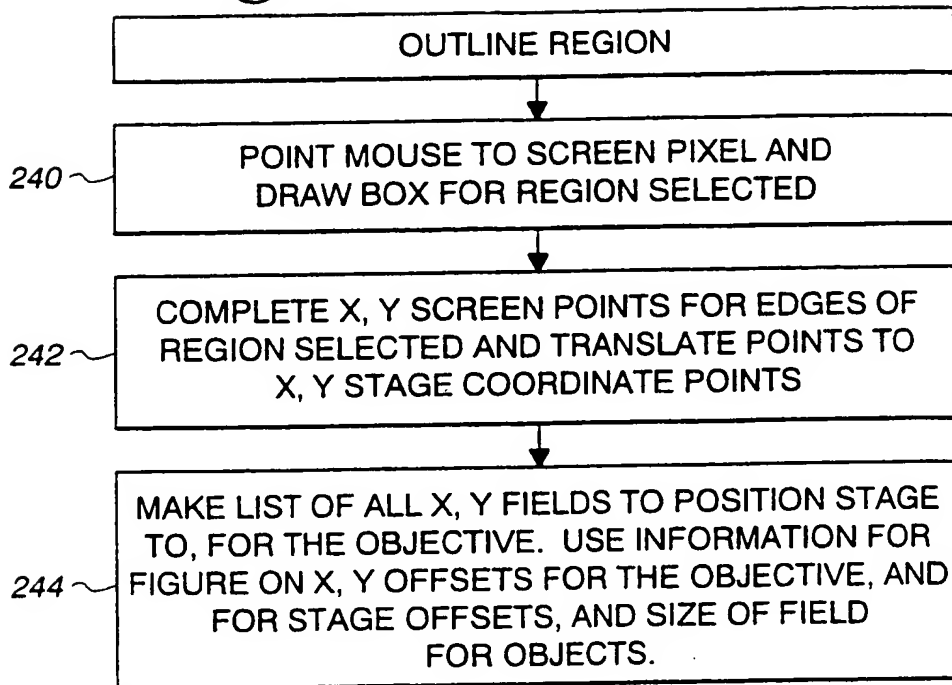 OUTLINE REGION
240
POINT MOUSE TO SCREEN PIXEL AND
DRAW BOX FOR REGION SELECTED
242
COMPLETE X, Y SCREEN POINTS FOR EDGES OF
REGION SELECTED AND TRANSLATE POINTS TO
X, Y STAGE COORDINATE POINTS
244
MAKE LIST OF ALL X, Y FIELDS TO POSITION STAGE
TO, FOR THE OBJECTIVE. USE INFORMATION FOR
FIGURE ON X, Y OFFSETS FOR THE OBJECTIVE, AND
FOR STAGE OFFSETS, AND SIZE OF FIELD
FOR OBJECTS.